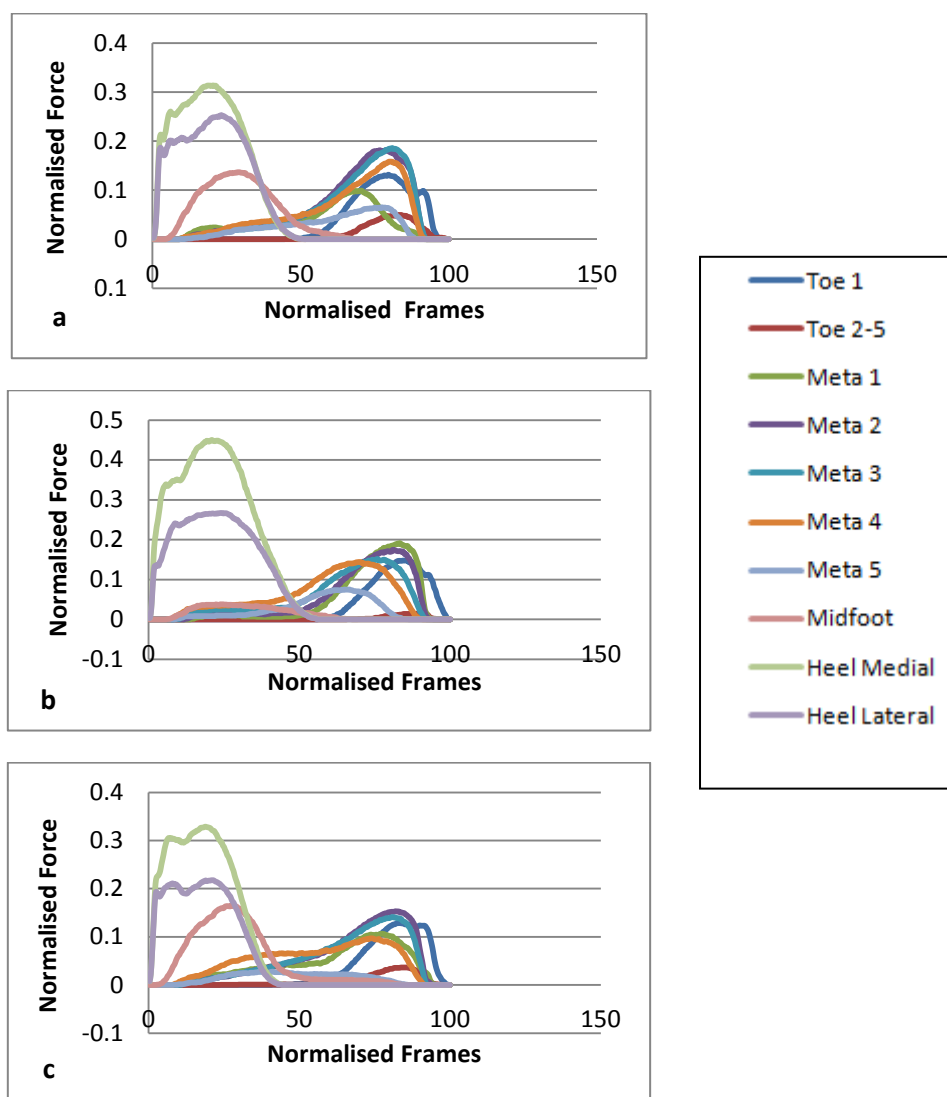 0.4
0.3
0.2
0.1
0
0.1
0 50 100 150
Normalised Force
Normalised Frames
a
0.5
0.4
0.3
0.2
0.1
0
-0.1
0 50 100 150
Normalised Force
Normalised Frames
b
0.4
0.3
0.2
0.1
0
-0.1
0 50 100 150
Normalised Force
Normalised Frames
c
Toe 1
Toe 2-5
Meta 1
Meta 2
Meta 3
Meta 4
Meta 5
Midfoot
Heel Medial
Heel Lateral